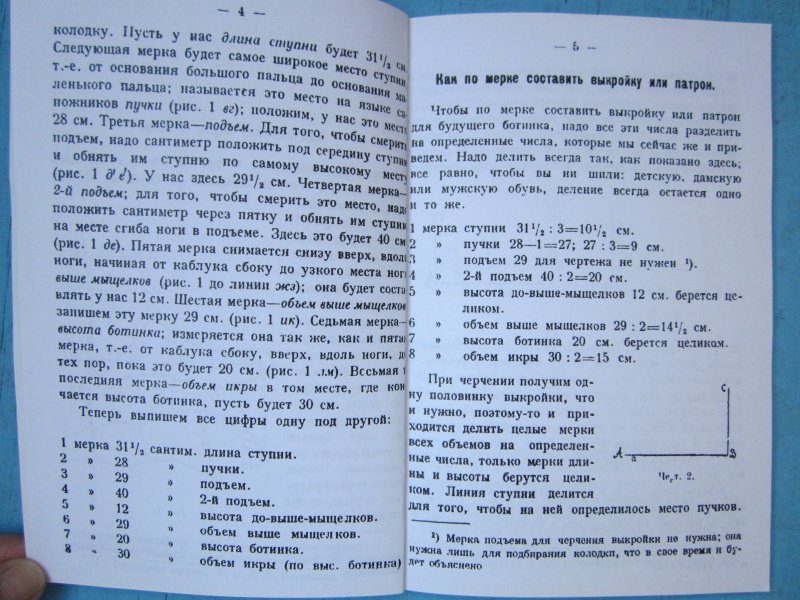 — 4 —
колодку. Пусть у нас длина ступни будет 31¹/₂ см.
Следующая мерка будет самое широкое место ступни,
т.-е. от основания большого пальца до основания ма-
ленького пальца; называется это место на языке са-
пожников пучки (рис. 1 вг); положим, у нас это место
28 см. Третья мерка—подъем. Для того, чтобы смерить
подъем, надо сантиметр положить под середину ступни
и обнять им ступню по самому высокому месту
(рис. 1 д'е'). У нас здесь 29¹/₂ см. Четвертая мерка—
2-й подъем; для того, чтобы смерить это место, надо
положить сантиметр через пятку и обнять им ступню
на месте сгиба ноги в подъеме. Здесь это будет 40 см
(рис. 1 де). Пятая мерка снимается снизу вверх, вдоль
ноги, начиная от каблука сбоку до узкого места ноги
выше мыщелков (рис. 1 до линии жз); она будет соста-
влять у нас 12 см. Шестая мерка—объем выше мыщелков
запишем эту мерку 29 см. (рис. 1 ик). Седьмая мерка—
высота ботинка; измеряется она так же, как и пятая
мерка, т.-е. от каблука сбоку, вверх, вдоль ноги, до
тех пор, пока это будет 20 см. (рис. 1 лм). Восьмая и
последняя мерка—объем икры в том месте, где кон-
чается высота ботинка, пусть будет 30 см.
Теперь выпишем все цифры одну под другой:
1 мерка 31¹/₂ сантим. длина ступни.
2 „ 28 „ пучки.
3 „ 29 „ подъем.
4 „ 40 „ 2-й подъем.
5 „ 12 „ высота до-выше-мыщелков.
6 „ 29 „ объем выше мыщелков.
7 „ 20 „ высота ботинка.
8 „ 30 „ объем икры (по выс. ботинка)
— 5 —
Как по мерке составить выкройку или патрон.
Чтобы по мерке составить выкройку или патрон
для будущего ботинка, надо все эти числа разделить
на определенные числа, которые мы сейчас же и при-
ведем. Надо делить всегда так, как показано здесь;
все равно, чтобы вы ни шили: детскую, дамскую
или мужскую обувь, деление всегда остается одно
и то же.
1 мерка ступни 31¹/₂ : 3=10¹/₂ см.
2 „ пучки 28—1=27; 27 : 3=9 см.
3 „ подъем 29 для чертежа не нужен ¹).
4 „ 2-й подъем 40 : 2=20 см.
5 „ высота до-выше-мыщелков 12 см. берется це-
ликом.
6 „ объем выше мыщелков 29 : 2=14¹/₂ см.
7 „ высота ботинка 20 см. берется целиком.
8 „ объем икры 30 : 2=15 см.
При черчении получим од-
ну половинку выкройки, что
и нужно, поэтому-то и при-
ходится делить целые мерки
всех объемов на определен-
ные числа, только мерки дли-
ны и высоты берутся цели-
ком. Линия ступни делится
для того, чтобы на ней определилось место пучков.
С
А
а
В
Черт. 2.
¹) Мерка подъема для черчения выкройки не нужна; она
нужна лишь для подбирания колодки, что в свое время и бу-
дет объяснено